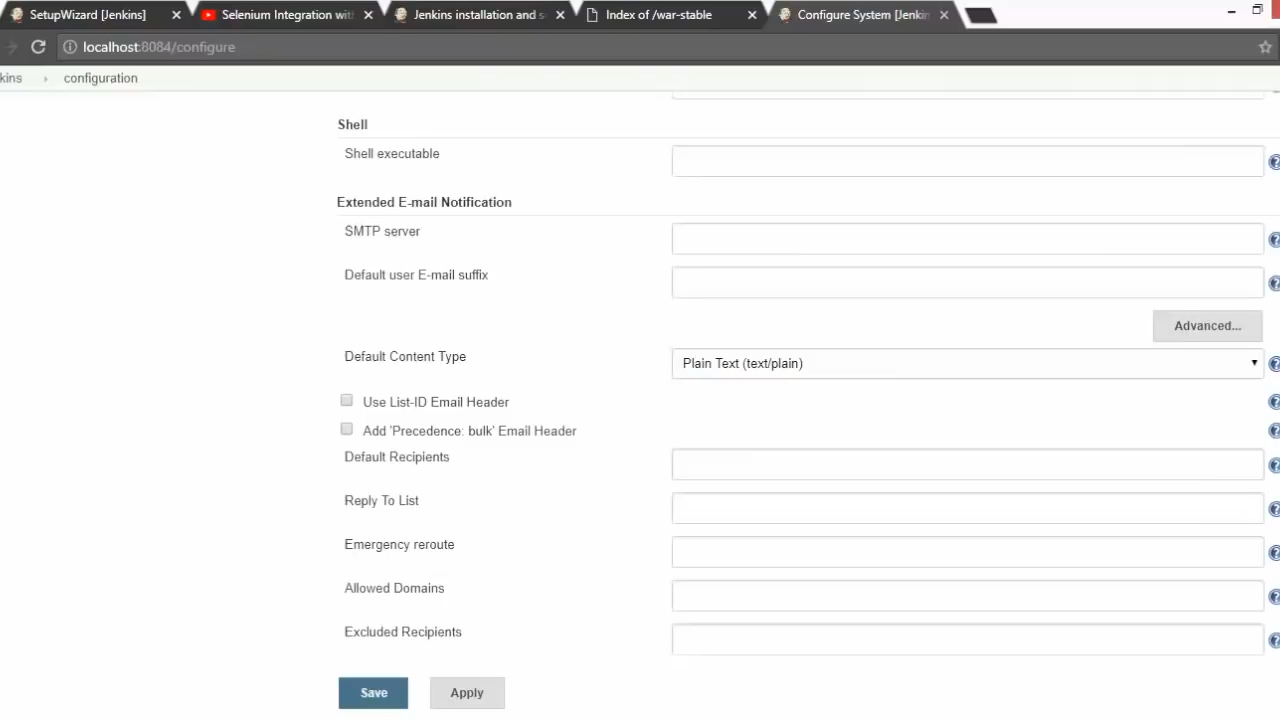 SetupWizard [Jenkins]
Selenium Integration with
Jenkins installation and s
Index of /war-stable
Configure System [Jenkin
localhost:8084/configure
kins
configuration
Shell
Shell executable
Extended E-mail Notification
SMTP server
Default user E-mail suffix
Advanced...
Default Content Type
Plain Text (text/plain)
Use List-ID Email Header
Add 'Precedence: bulk' Email Header
Default Recipients
Reply To List
Emergency reroute
Allowed Domains
Excluded Recipients
Save
Apply